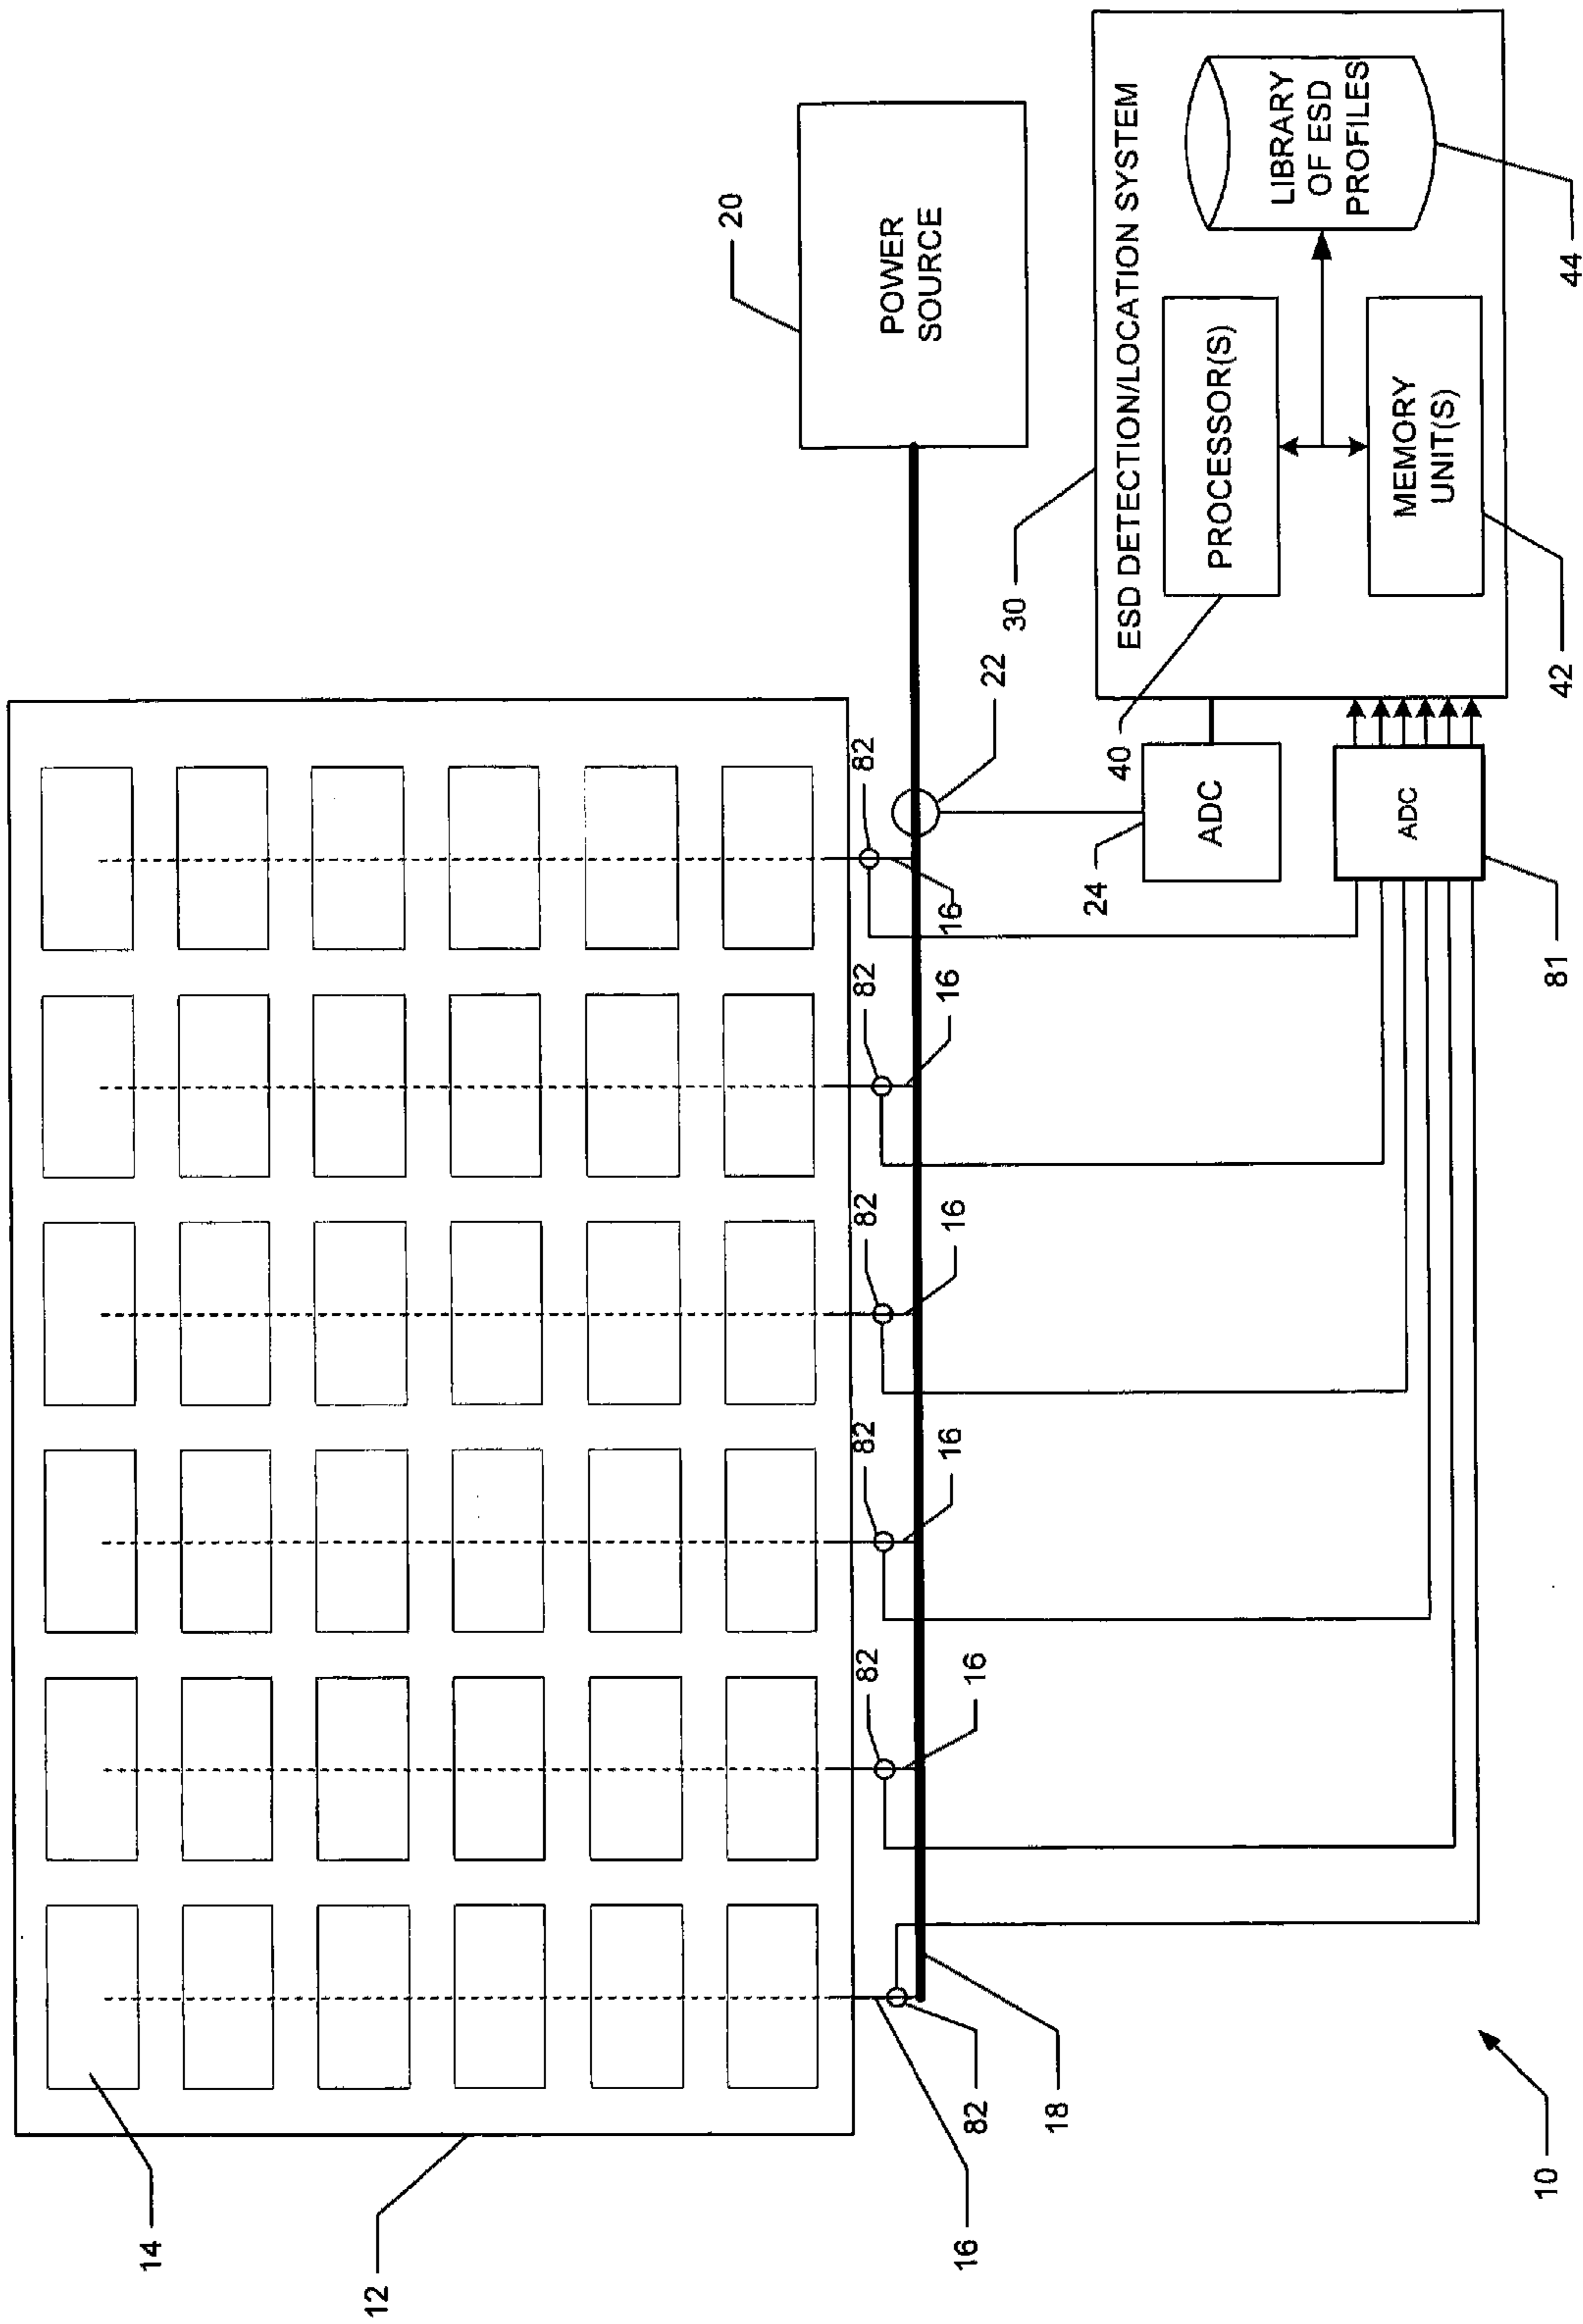 14
12
20
82
82
82
82
82
POWER
SOURCE
16
16
16
16
16
16
82
22
30
18
24
40
ESD DETECTION/LOCATION SYSTEM
ADC
PROCESSOR(S)
LIBRARY
OF ESD
PROFILES
MEMORY
UNIT(S)
ADC
10
81
42
44